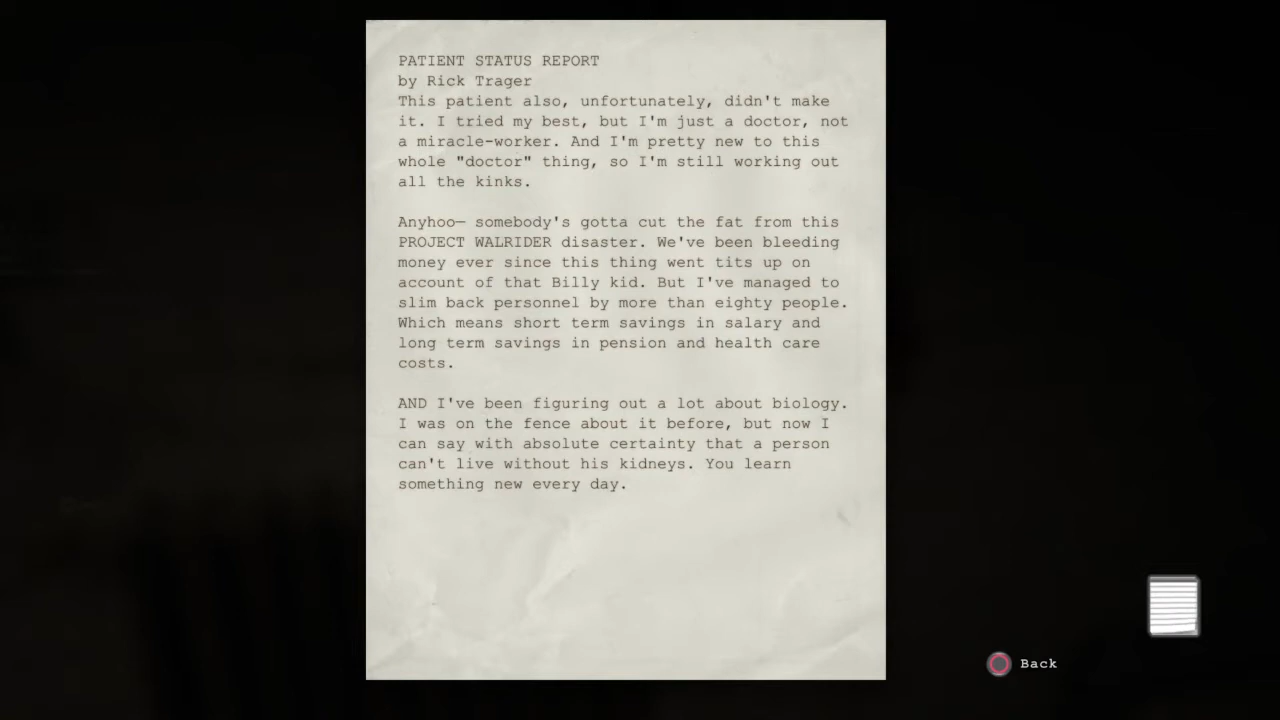 PATIENT STATUS REPORT
by Rick Trager
This patient also, unfortunately, didn't make
it. I tried my best, but I'm just a doctor, not
a miracle-worker. And I'm pretty new to this
whole "doctor" thing, so I'm still working out
all the kinks.
Anyhoo— somebody's gotta cut the fat from this
PROJECT WALRIDER disaster. We've been bleeding
money ever since this thing went tits up on
account of that Billy kid. But I've managed to
slim back personnel by more than eighty people.
Which means short term savings in salary and
long term savings in pension and health care
costs.
AND I've been figuring out a lot about biology.
I was on the fence about it before, but now I
can say with absolute certainty that a person
can't live without his kidneys. You learn
something new every day.
Back